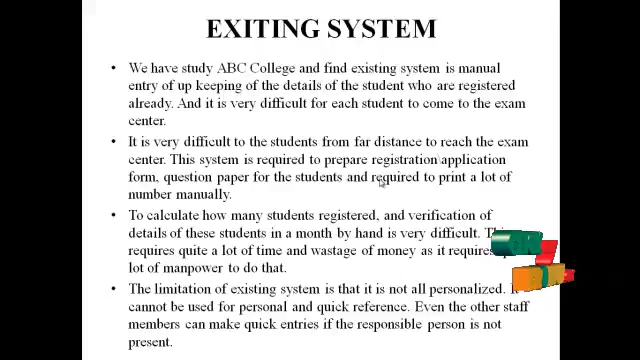 EXITING SYSTEM
• We have study ABC College and find existing system is manual
entry of up keeping of the details of the student who are registered
already. And it is very difficult for each student to come to the exam
center.
• It is very difficult to the students from far distance to reach the exam
center. This system is required to prepare registration application
form, question paper for the students and required to print a lot of
number manually.
• To calculate how many students registered, and verification of
details of these students in a month by hand is very difficult.
requires quite a lot of time and wastage of money as it requires
lot of manpower to do that.
• The limitation of existing system is that it is not all personalized. It
cannot be used for personal and quick reference. Even the other staff
members can make quick entries if the responsible person is not
present.